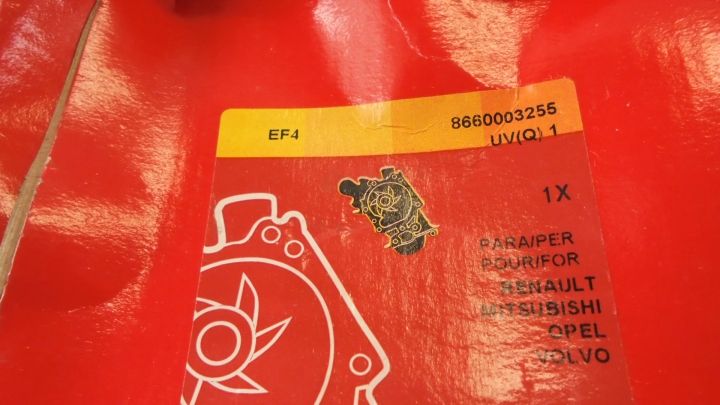 EF4
8660003255
UV(Q) 1
1X
PARA/PER
POUR/FOR
RENAULT
MITSUBISHI
OPEL
VOLVO